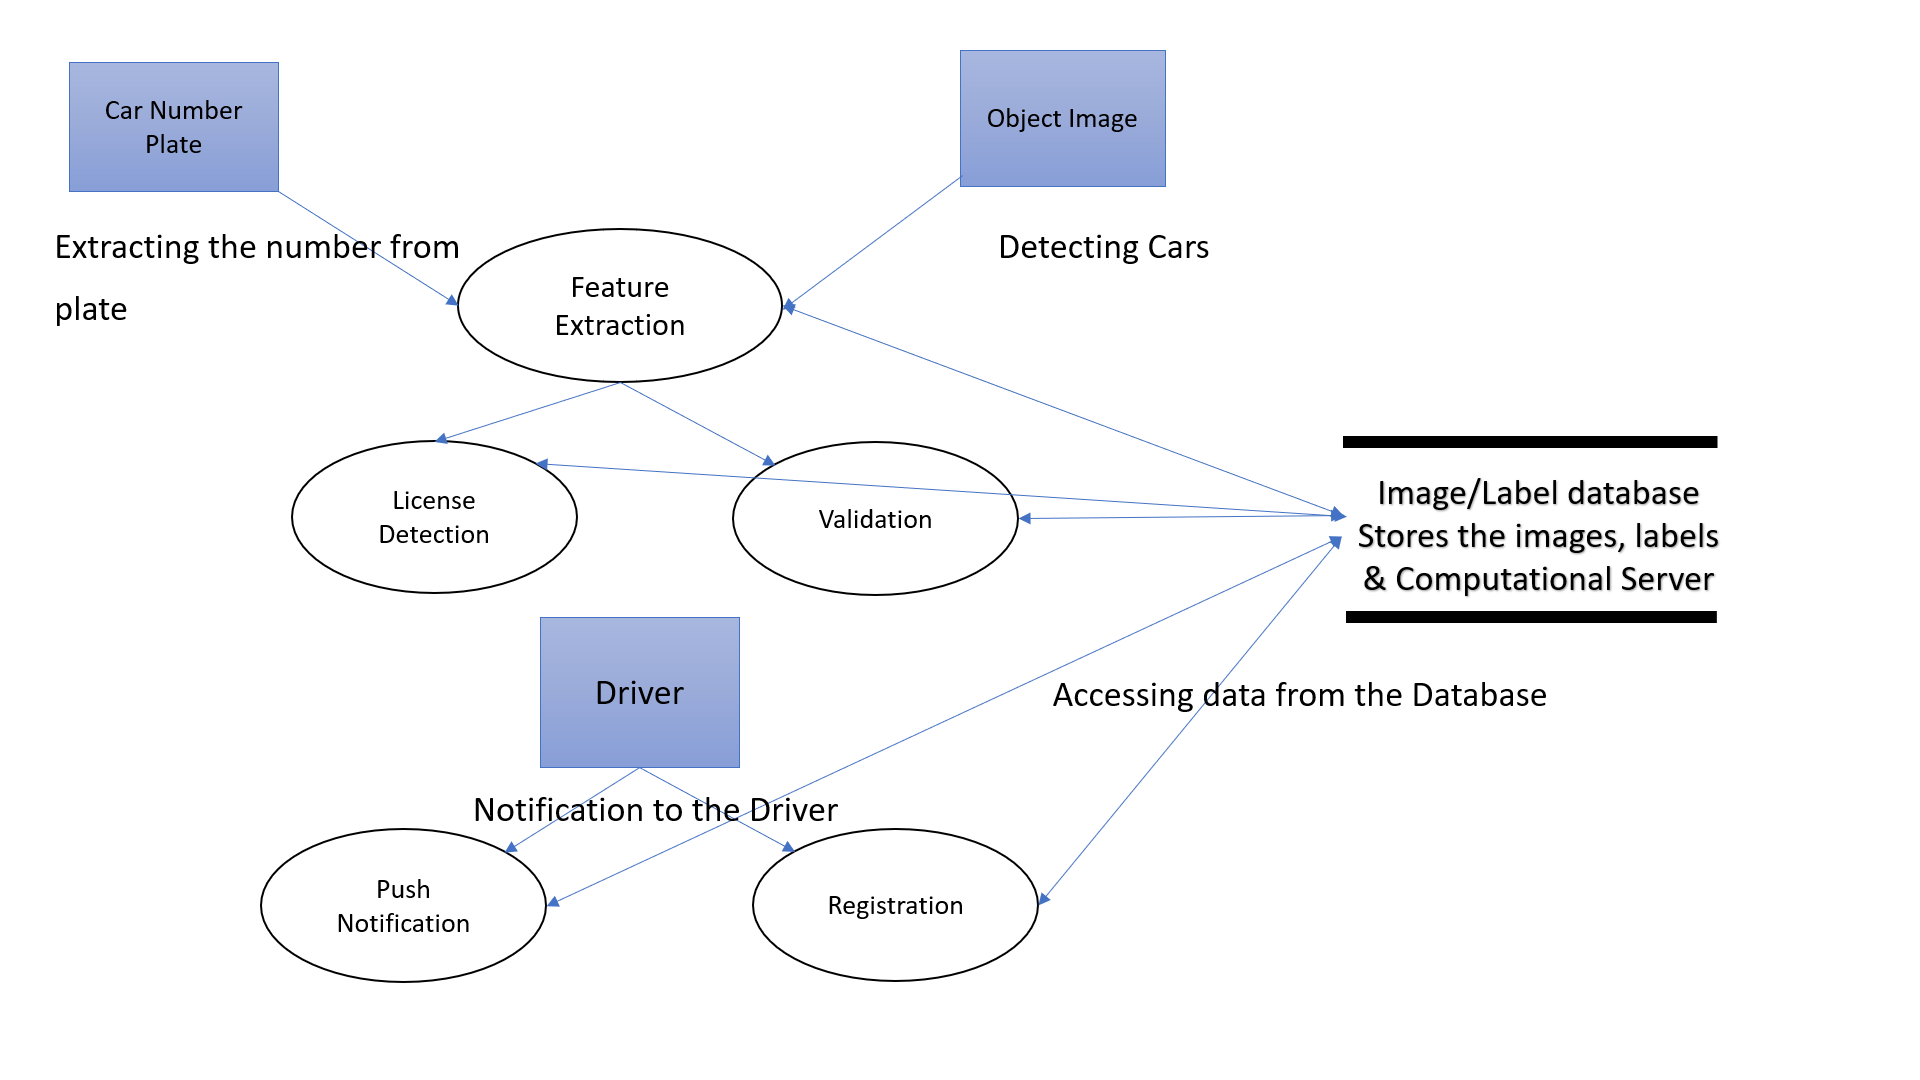 Car Number
Plate
Object Image
Extracting the number from
plate
Detecting Cars
Feature
Extraction
License
Detection
Validation
Image/Label database
Stores the images, labels
& Computational Server
Driver
Accessing data from the Database
Notification to the Driver
Push
Notification
Registration